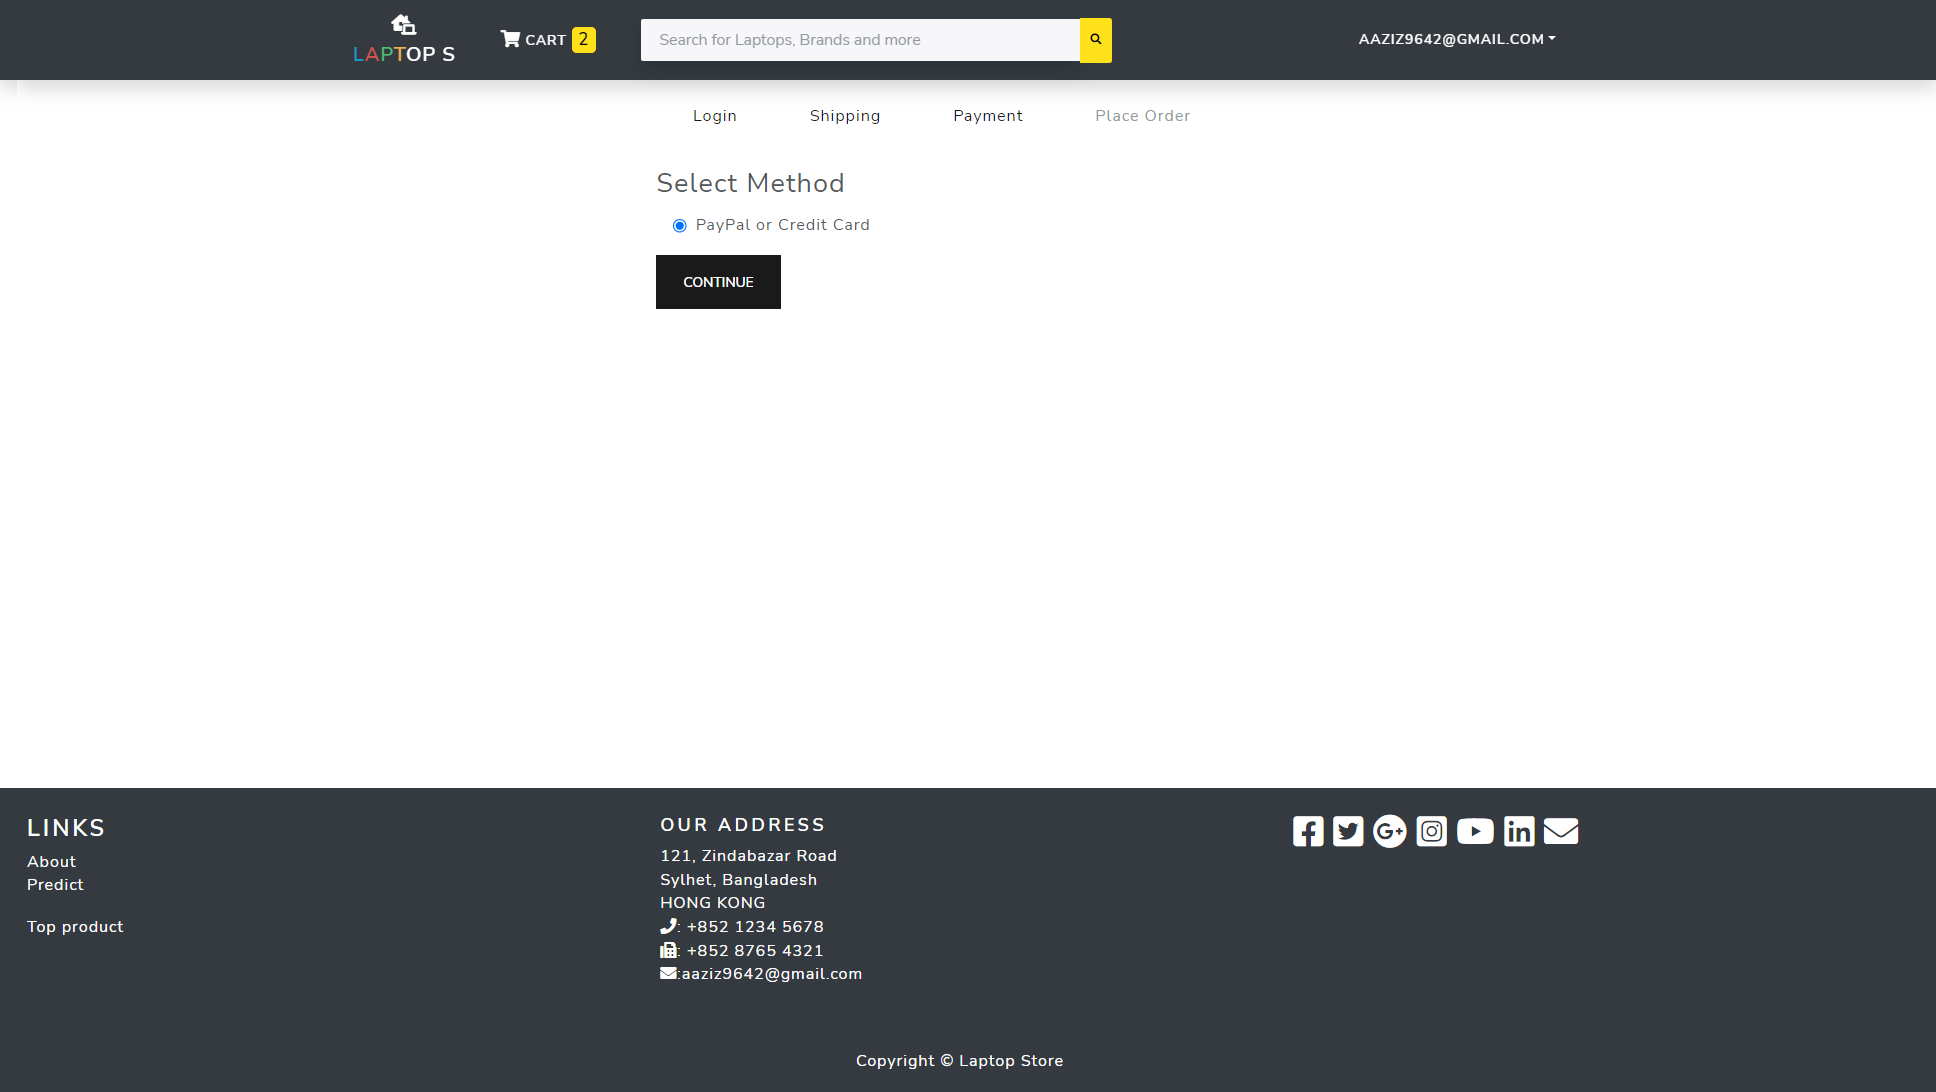 LAPTOP S
CART 2
Search for Laptops, Brands and more
AAZIZ9642@GMAIL.COM
Login Shipping Payment Place Order
Select Method
PayPal or Credit Card
CONTINUE
LINKS
About
Predict
Top product
OUR ADDRESS
121, Zindabazar Road
Sylhet, Bangladesh
HONG KONG
: +852 1234 5678
: +852 8765 4321
:aaziz9642@gmail.com
Copyright © Laptop Store